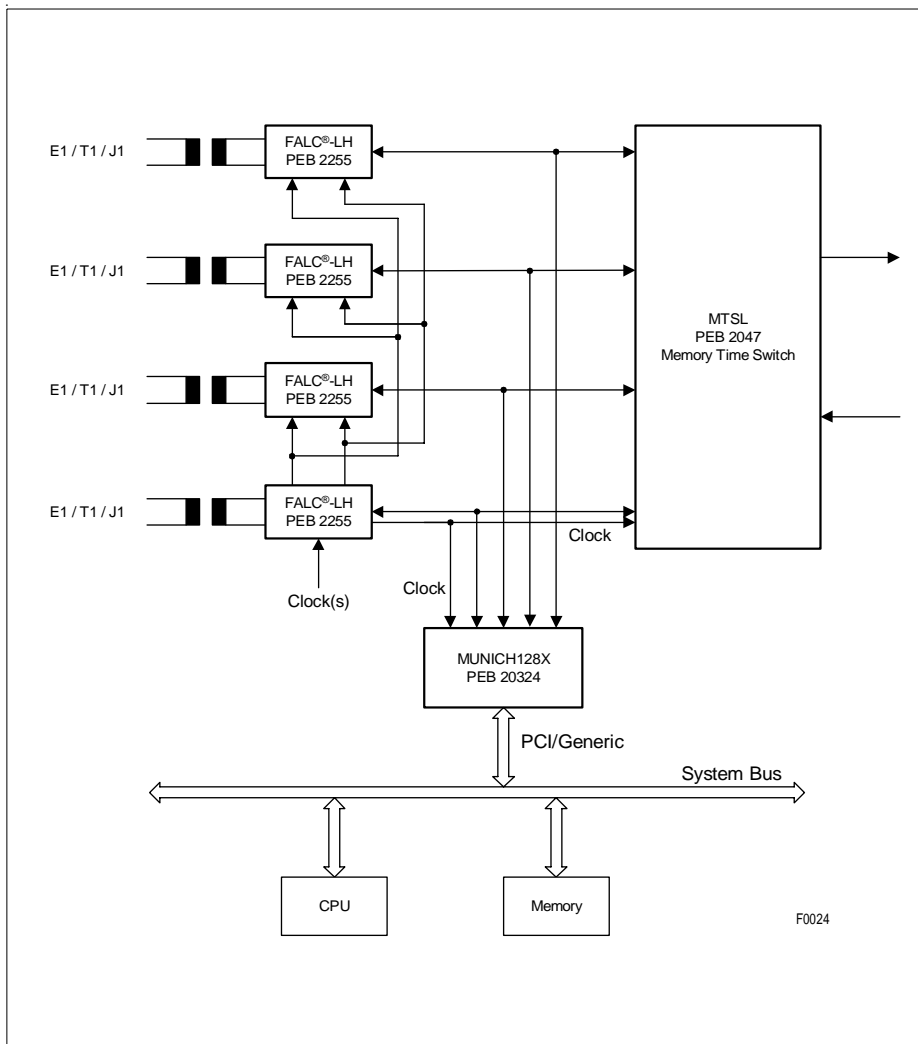 E1 / T1 / J1
FALC®-LH
PEB 2255
E1 / T1 / J1
FALC®-LH
PEB 2255
MTSL
PEB 2047
Memory Time Switch
E1 / T1 / J1
FALC®-LH
PEB 2255
E1 / T1 / J1
FALC®-LH
PEB 2255
Clock
Clock(s)
Clock
MUNICH128X
PEB 20324
PCI/Generic
System Bus
CPU
Memory
F0024